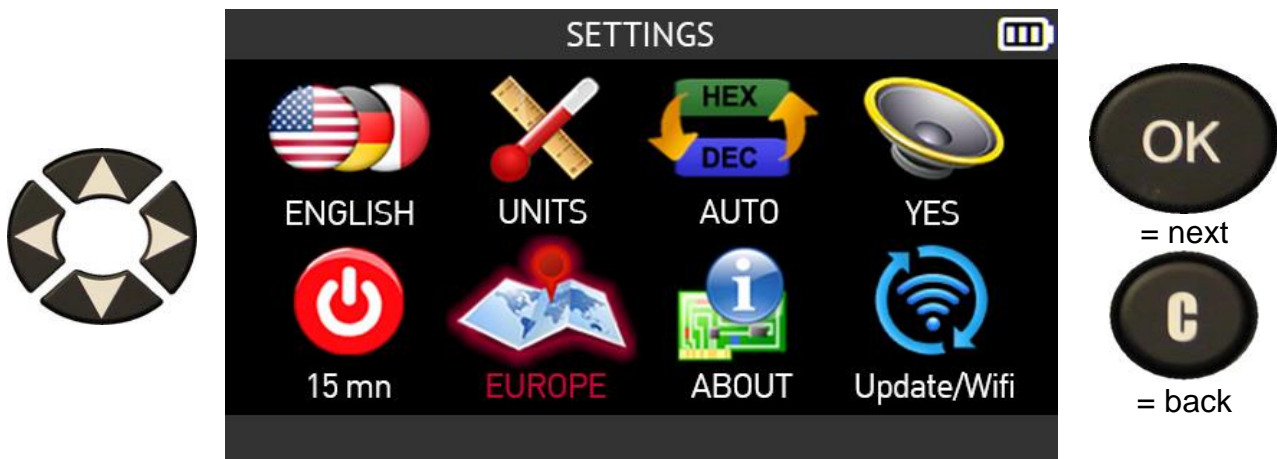 SETTINGS
HEX
DEC
ENGLISH
UNITS
AUTO
YES
15 mn
EUROPE
ABOUT
i
Update/Wifi
OK
= next
C
= back